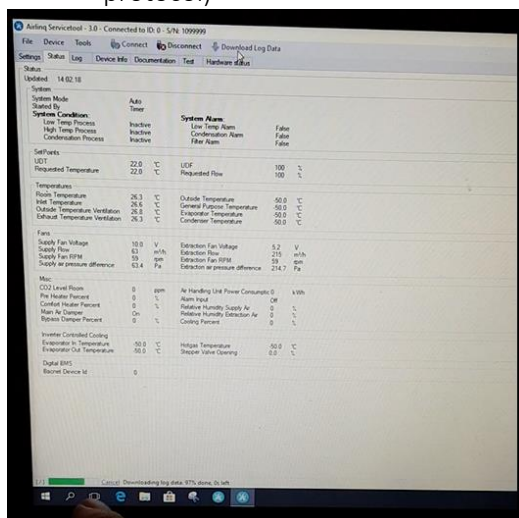 protocol)
Airlinq Servicetool - 3.0 - Connected to ID: 0 - S/N: 1099999
File Device Tools Connect Disconnect Download Log Data
Settings Status Log Device Info Documentation Test Hardware status
Status
Updated 14:02:18
System
System Mode Auto
Started By Timer
System Condition: System Alarm:
Low Temp Process Inactive Low Temp Alarm False
High Temp Process Inactive Condensation Alarm False
Condensation Process Inactive Filter Alarm False
SetPoints
UDT 22.0 °C UDF 100 %
Requested Temperature 22.0 °C Requested Flow 100 %
Temperatures
Room Temperature 26.3 °C Outside Temperature -50.0 °C
Inlet Temperature 26.6 °C General Purpose Temperature -50.0 °C
Outside Temperature Ventilation 26.8 °C Evaporator Temperature -50.0 °C
Exhaust Temperature Ventilation 26.3 °C Condenser Temperature -50.0 °C
Fans
Supply Fan Voltage 10.0 V Extraction Fan Voltage 5.2 V
Supply Flow 63 m³/h Extraction Flow 215 m³/h
Supply Fan RPM 59 rpm Extraction Fan RPM 59 rpm
Supply air pressure difference 63.4 Pa Extraction air pressure difference 214.7 Pa
Misc
CO2 Level Room 0 ppm Air Handling Unit Power Consumptic 0 kWh
Pre Heater Percent 0 % Alarm Input Off
Comfort Heater Percent 0 % Relative Humidity Supply Air 0 %
Main Air Damper On Relative Humidity Extraction Air 0 %
Bypass Damper Percent 0 % Cooling Percent 0 %
Inverter Controlled Cooling
Evaporator In Temperature -50.0 °C Hotgas Temperature -50.0 °C
Evaporator Out Temperature -50.0 °C Stepper Valve Opening 0.0 %
Digital BMS
Bacnet Device Id 0
1/1 Cancel Downloading log data. 97% done, 0s left